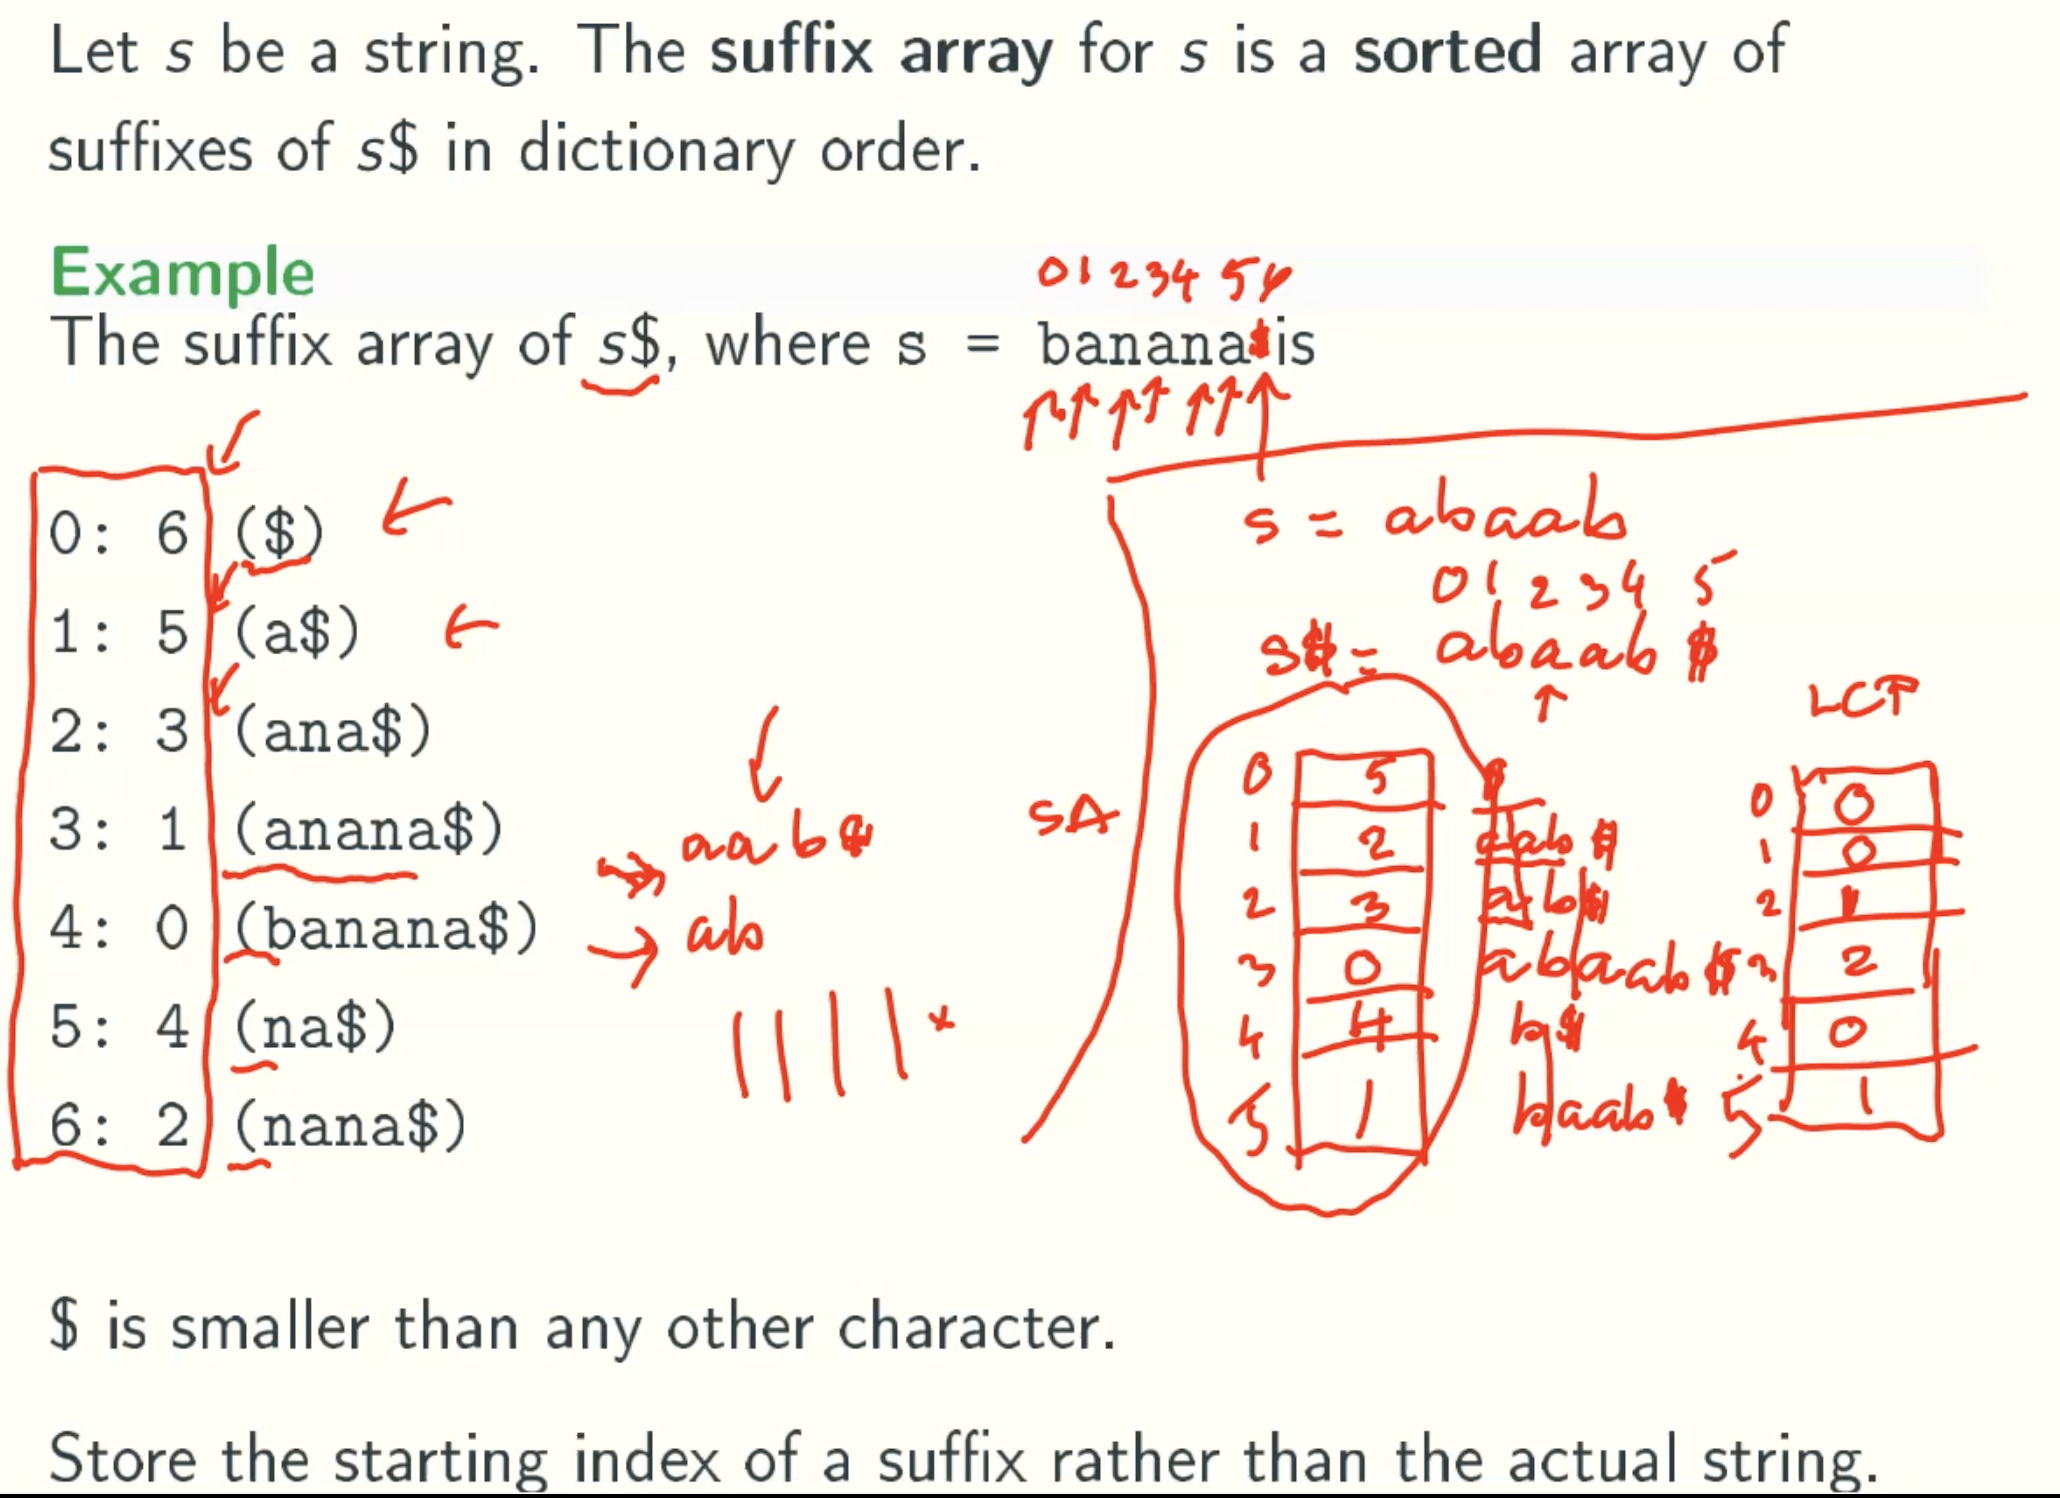 Let s be a string. The suffix array for s is a sorted array of
suffixes of s$ in dictionary order.
Example
0 1 2 3 4 5 6
The suffix array of s$, where s = banana$ is
0: 6 ($)
1: 5 (a$)
2: 3 (ana$)
3: 1 (anana$)
4: 0 (banana$)
5: 4 (na$)
6: 2 (nana$)
aab$
ab
s = abaab
0 1 2 3 4 5
s$ = abaab$
SA
0 5 $
1 2 aab$
2 3 ab$
3 0 abaab$
4 4 b$
5 1 baab$
LCP
0 0
1 0
2 1
3 2
4 0
5 1
$ is smaller than any other character.
Store the starting index of a suffix rather than the actual string.